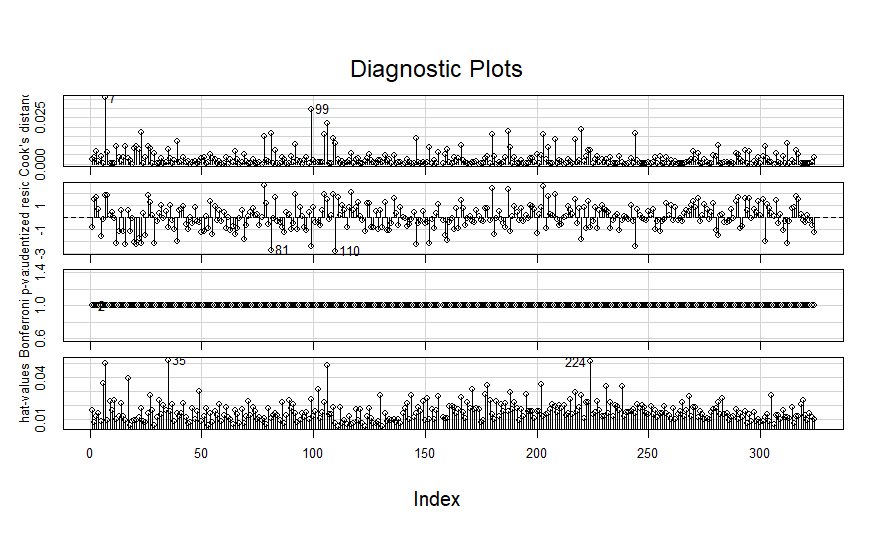 Diagnostic Plots
Cook's distanc
0.000 0.025
7
99
udentized resid
-3 -1 1
81
110
Bonferroni p-valu
0.6 1.0 1.4
2
hat-values
0.01 0.04
35
224
0 50 100 150 200 250 300
Index